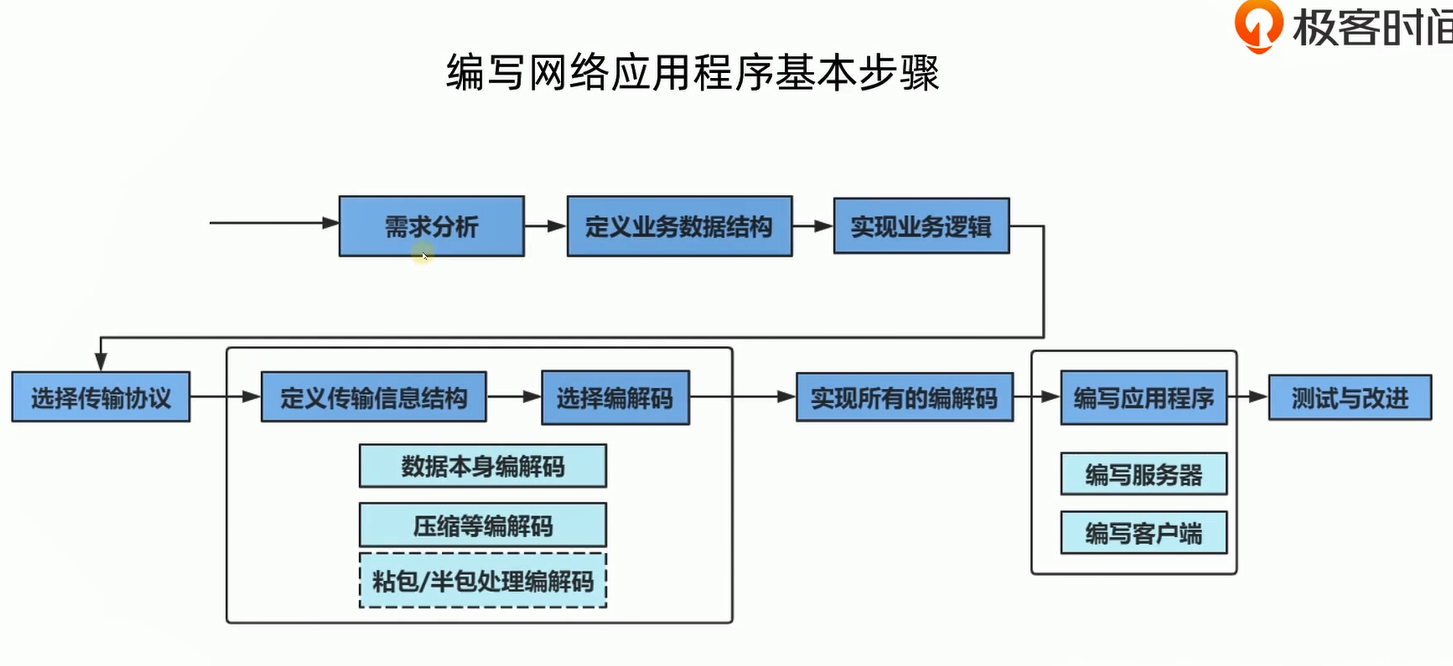 极客时间
编写网络应用程序基本步骤
需求分析
定义业务数据结构
实现业务逻辑
选择传输协议
定义传输信息结构
选择编解码
数据本身编解码
压缩等编解码
粘包/半包处理编解码
实现所有的编解码
编写应用程序
编写服务器
编写客户端
测试与改进